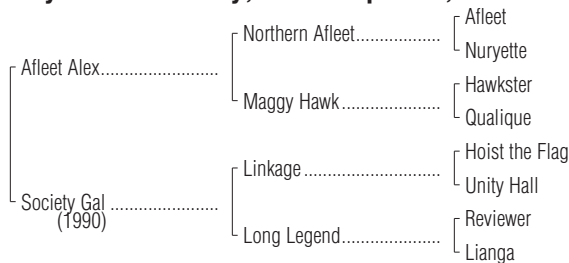 Afleet
Northern Afleet....................
Nuryette
Afleet Alex............................
Hawkster
Maggy Hawk.......................
Qualique
Hoist the Flag
Linkage................................
Unity Hall
Society Gal..........................
(1990)
Reviewer
Long Legend.......................
Lianga